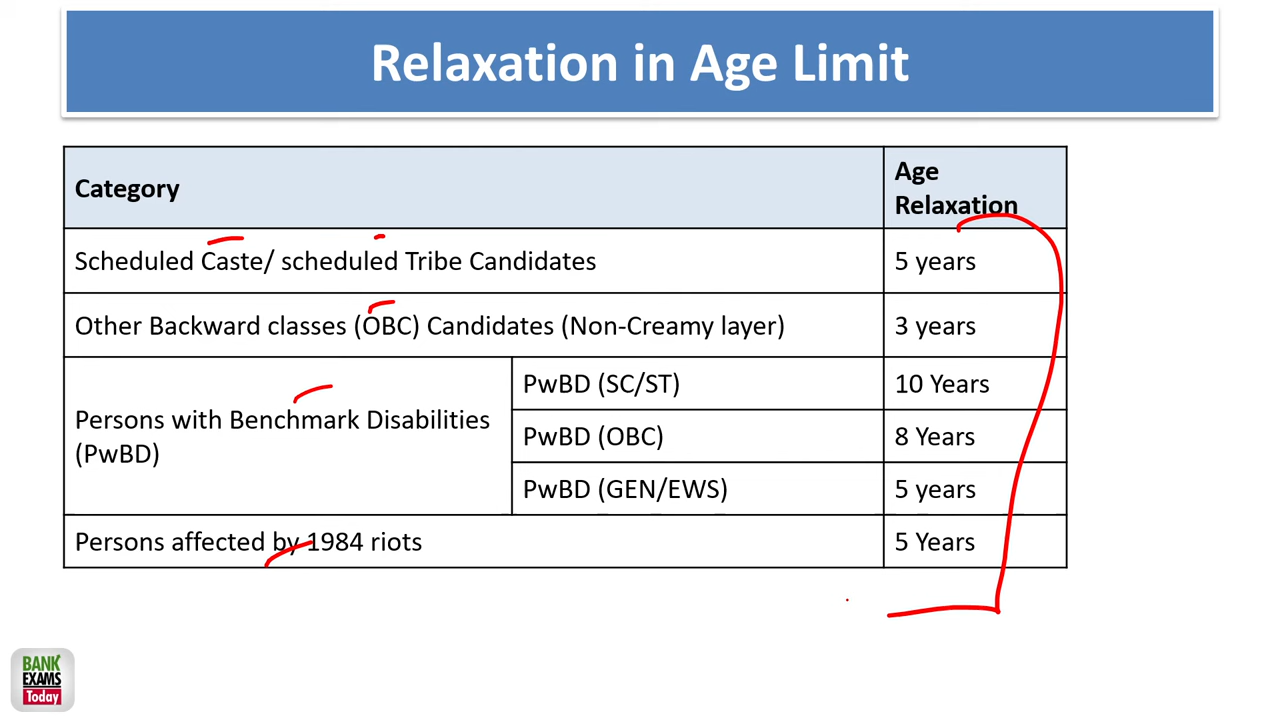 Relaxation in Age Limit
Category
Age
Relaxation
Scheduled Caste/ scheduled Tribe Candidates
5 years
Other Backward classes (OBC) Candidates (Non-Creamy layer)
3 years
Persons with Benchmark Disabilities
(PwBD)
PwBD (SC/ST)
10 Years
PwBD (OBC)
8 Years
PwBD (GEN/EWS)
5 years
Persons affected by 1984 riots
5 Years
BANK
EXAMS
Today